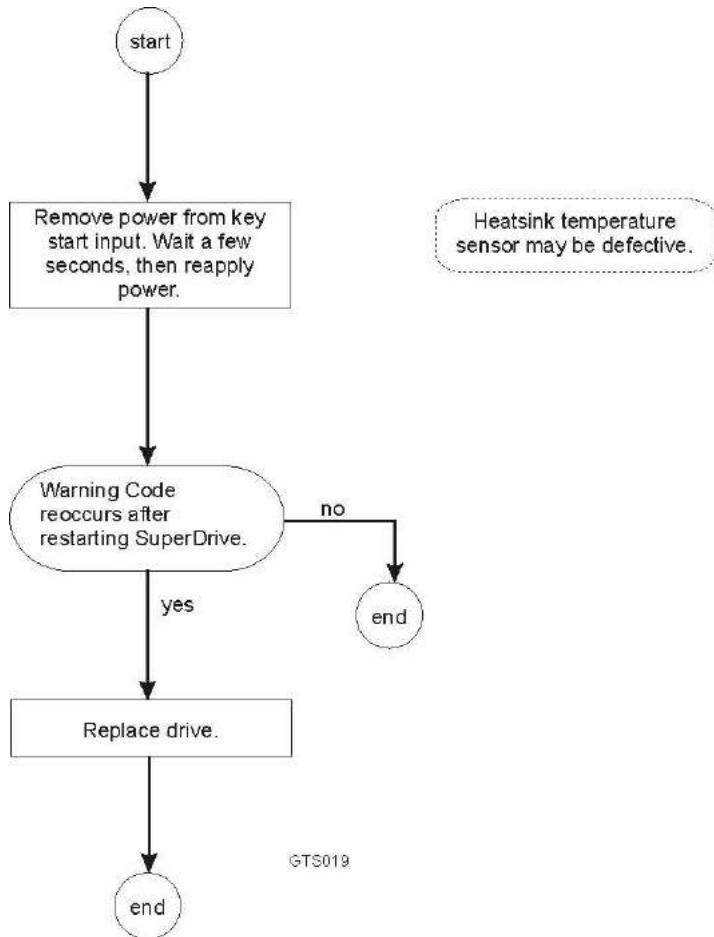 start
Remove power from key
start input. Wait a few
seconds, then reapply
power.
Heatsink temperature
sensor may be defective.
Warning Code
reoccurs after
restarting SuperDrive.
no
end
yes
Replace drive.
GTS019
end